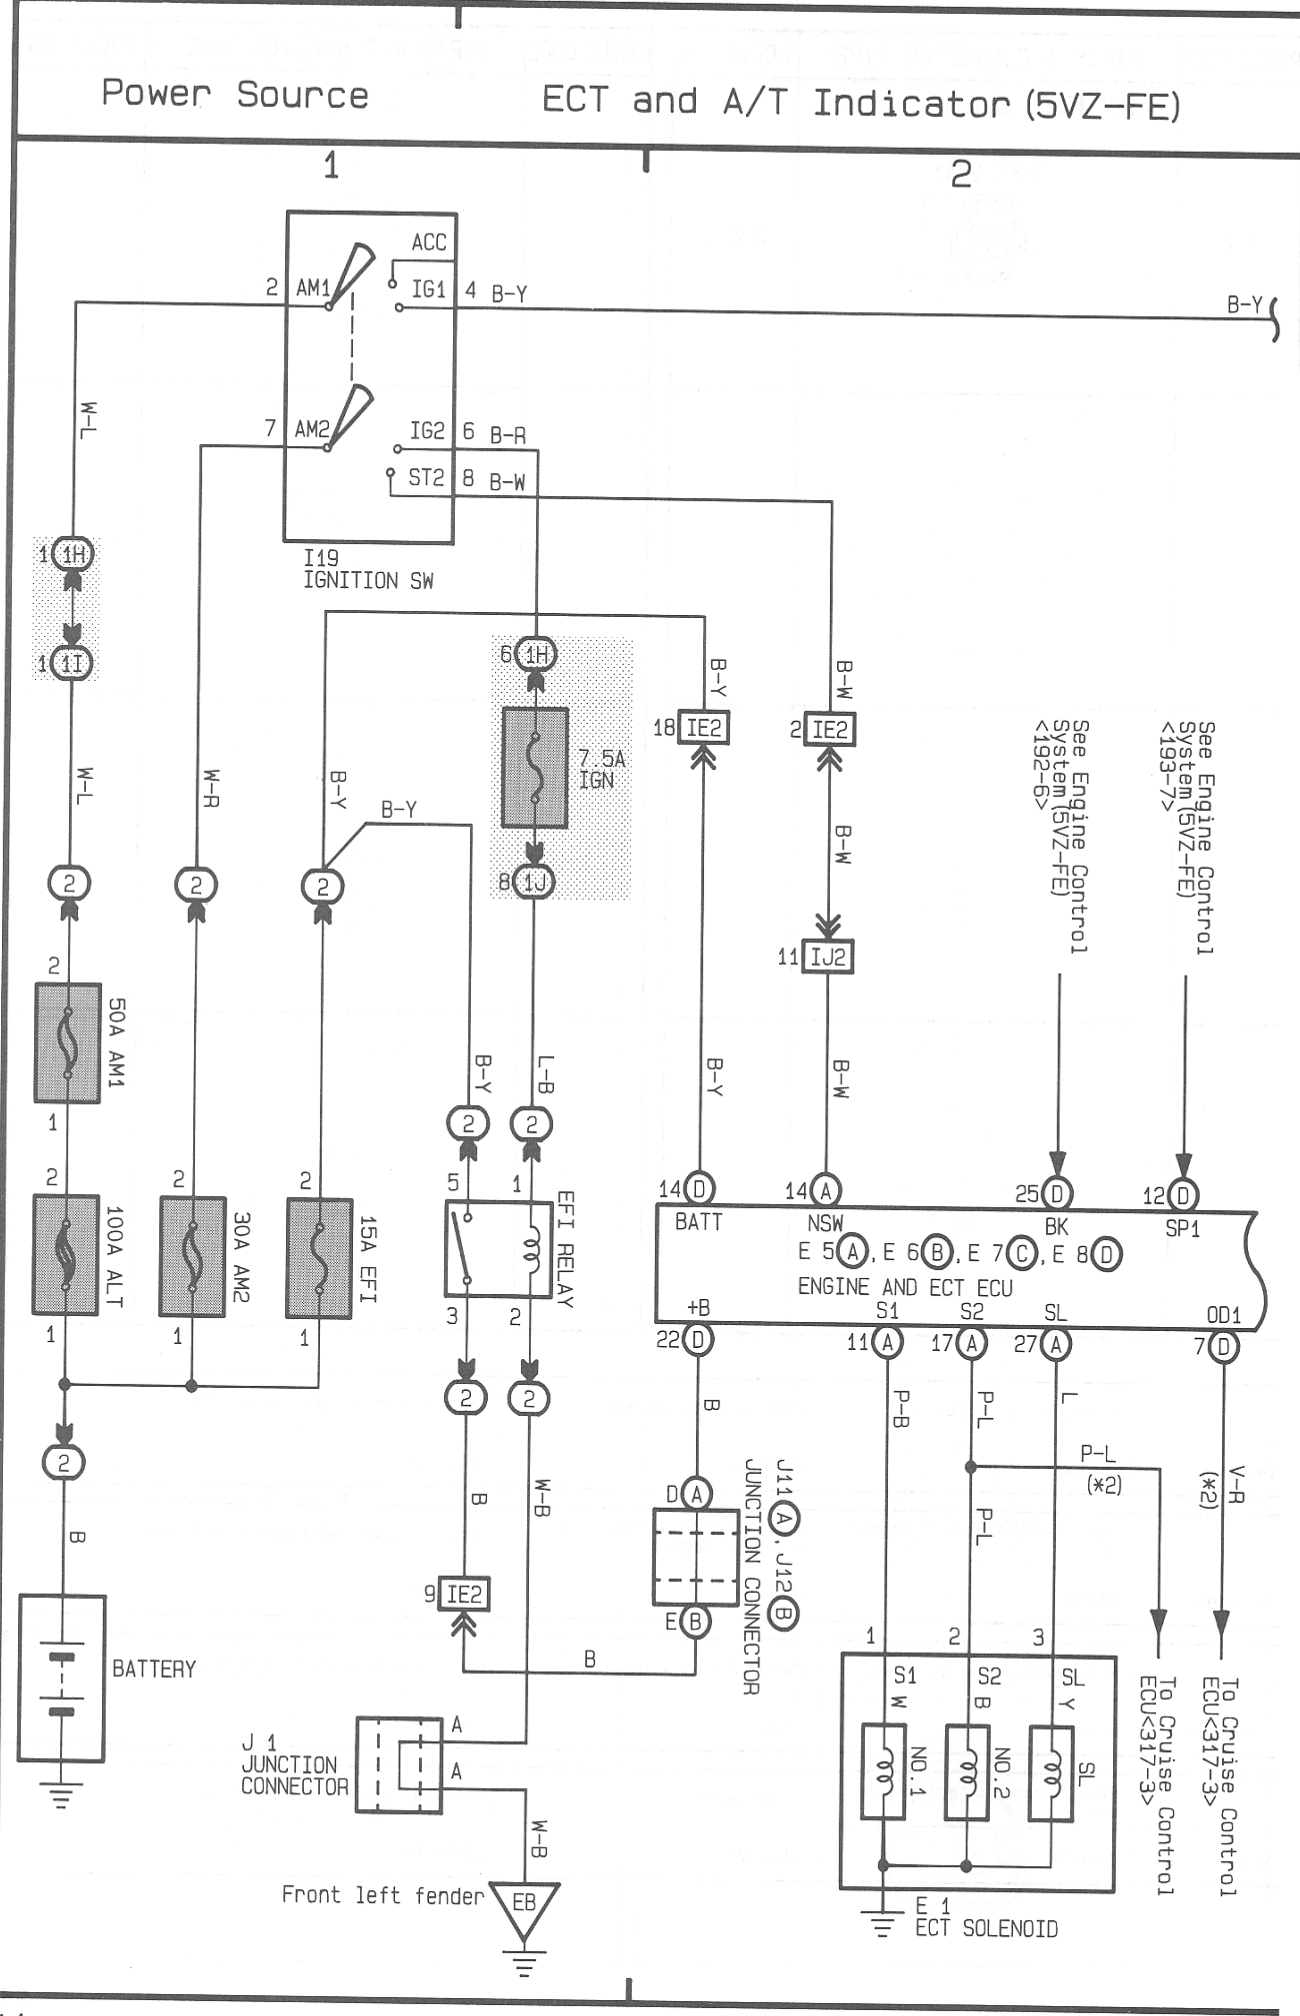 Power Source
ECT and A/T Indicator (5VZ-FE)
1
2
ACC
2
AM1
IG1
4
B-Y
B-Y
W-L
7
AM2
IG2
6
B-R
ST2
8
B-W
I19
IGNITION SW
1
1H
1
1I
6
1H
B-Y
B-W
18
IE2
2
IE2
7.5A
IGN
See Engine Control
System(5VZ-FE)
<192-6>
See Engine Control
System(5VZ-FE)
<193-7>
W-L
W-R
B-Y
B-Y
B-W
2
2
2
8
1J
11
IJ2
2
50A AM1
1
B-Y
L-B
B-Y
B-W
2
2
2
100A ALT
1
2
30A AM2
1
2
15A EFI
1
5
1
EFI RELAY
3
2
14
D
14
A
25
D
12
D
BATT
NSW
BK
SP1
E 5(A), E 6(B), E 7(C), E 8(D)
ENGINE AND ECT ECU
+B
S1
S2
SL
OD1
22
D
11
A
17
A
27
A
7
D
2
2
2
B
P-B
P-L
L
P-L
(*2)
V-R
(*2)
B
B
W-B
D
A
J11(A), J12(B)
JUNCTION CONNECTOR
P-L
9
IE2
E
B
B
BATTERY
1
2
3
S1
S2
SL
W
B
Y
NO.1
NO.2
SL
To Cruise Control
ECU<317-3>
To Cruise Control
ECU<317-3>
J 1
JUNCTION
CONNECTOR
A
A
W-B
Front left fender
EB
E 1
ECT SOLENOID